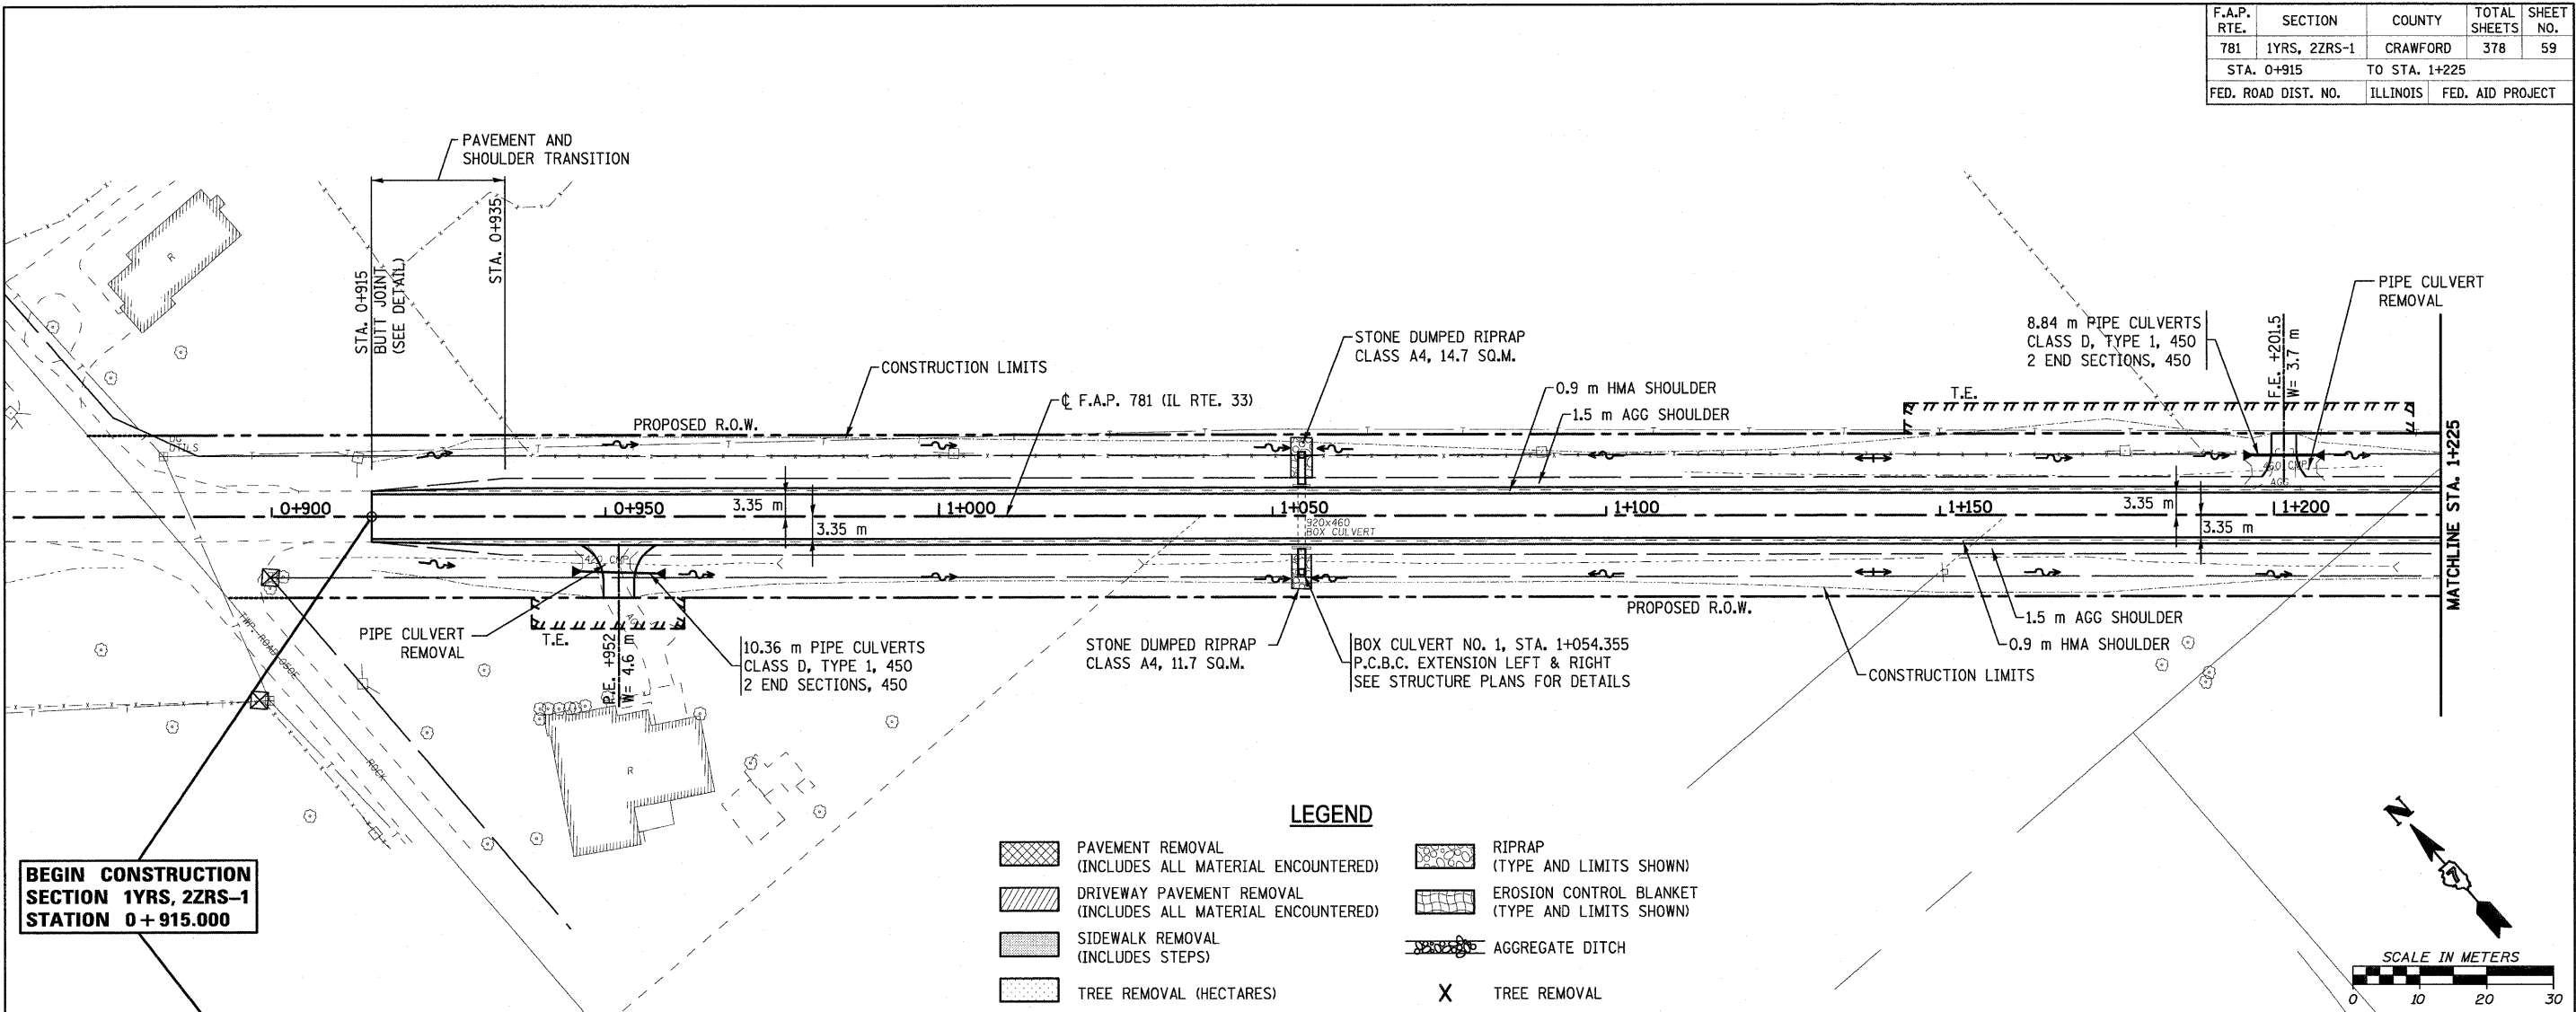 F.A.P. RTE. SECTION COUNTY TOTAL SHEETS SHEET NO.
781 1YRS, 2ZRS-1 CRAWFORD 378 59
STA. 0+915 TO STA. 1+225
FED. ROAD DIST. NO. ILLINOIS FED. AID PROJECT
PAVEMENT AND
SHOULDER TRANSITION
STA. 0+915
BUTT JOINT
(SEE DETAIL)
STA. 0+935
R
CONSTRUCTION LIMITS
PROPOSED R.O.W.
℄ F.A.P. 781 (IL RTE. 33)
STONE DUMPED RIPRAP
CLASS A4, 14.7 SQ.M.
0.9 m HMA SHOULDER
1.5 m AGG SHOULDER
T.E.
8.84 m PIPE CULVERTS
CLASS D, TYPE 1, 450
2 END SECTIONS, 450
F.E. +201.5
W= 3.7 m
PIPE CULVERT
REMOVAL
MATCHLINE STA. 1+225
450 CMP
AGG
0+900
0+950
3.35 m
3.35 m
1+000
1+050
920x460
BOX CULVERT
1+100
1+150
3.35 m
3.35 m
1+200
420 CMP
PIPE CULVERT
REMOVAL
T.E.
P.E. +952
W= 4.6 m
10.36 m PIPE CULVERTS
CLASS D, TYPE 1, 450
2 END SECTIONS, 450
STONE DUMPED RIPRAP
CLASS A4, 11.7 SQ.M.
BOX CULVERT NO. 1, STA. 1+054.355
P.C.B.C. EXTENSION LEFT & RIGHT
SEE STRUCTURE PLANS FOR DETAILS
PROPOSED R.O.W.
1.5 m AGG SHOULDER
0.9 m HMA SHOULDER
CONSTRUCTION LIMITS
TWP. ROAD
ROCK
R
BEGIN CONSTRUCTION
SECTION 1YRS, 2ZRS-1
STATION 0+915.000
LEGEND
PAVEMENT REMOVAL
(INCLUDES ALL MATERIAL ENCOUNTERED)
DRIVEWAY PAVEMENT REMOVAL
(INCLUDES ALL MATERIAL ENCOUNTERED)
SIDEWALK REMOVAL
(INCLUDES STEPS)
TREE REMOVAL (HECTARES)
RIPRAP
(TYPE AND LIMITS SHOWN)
EROSION CONTROL BLANKET
(TYPE AND LIMITS SHOWN)
AGGREGATE DITCH
X TREE REMOVAL
N
SCALE IN METERS
0 10 20 30